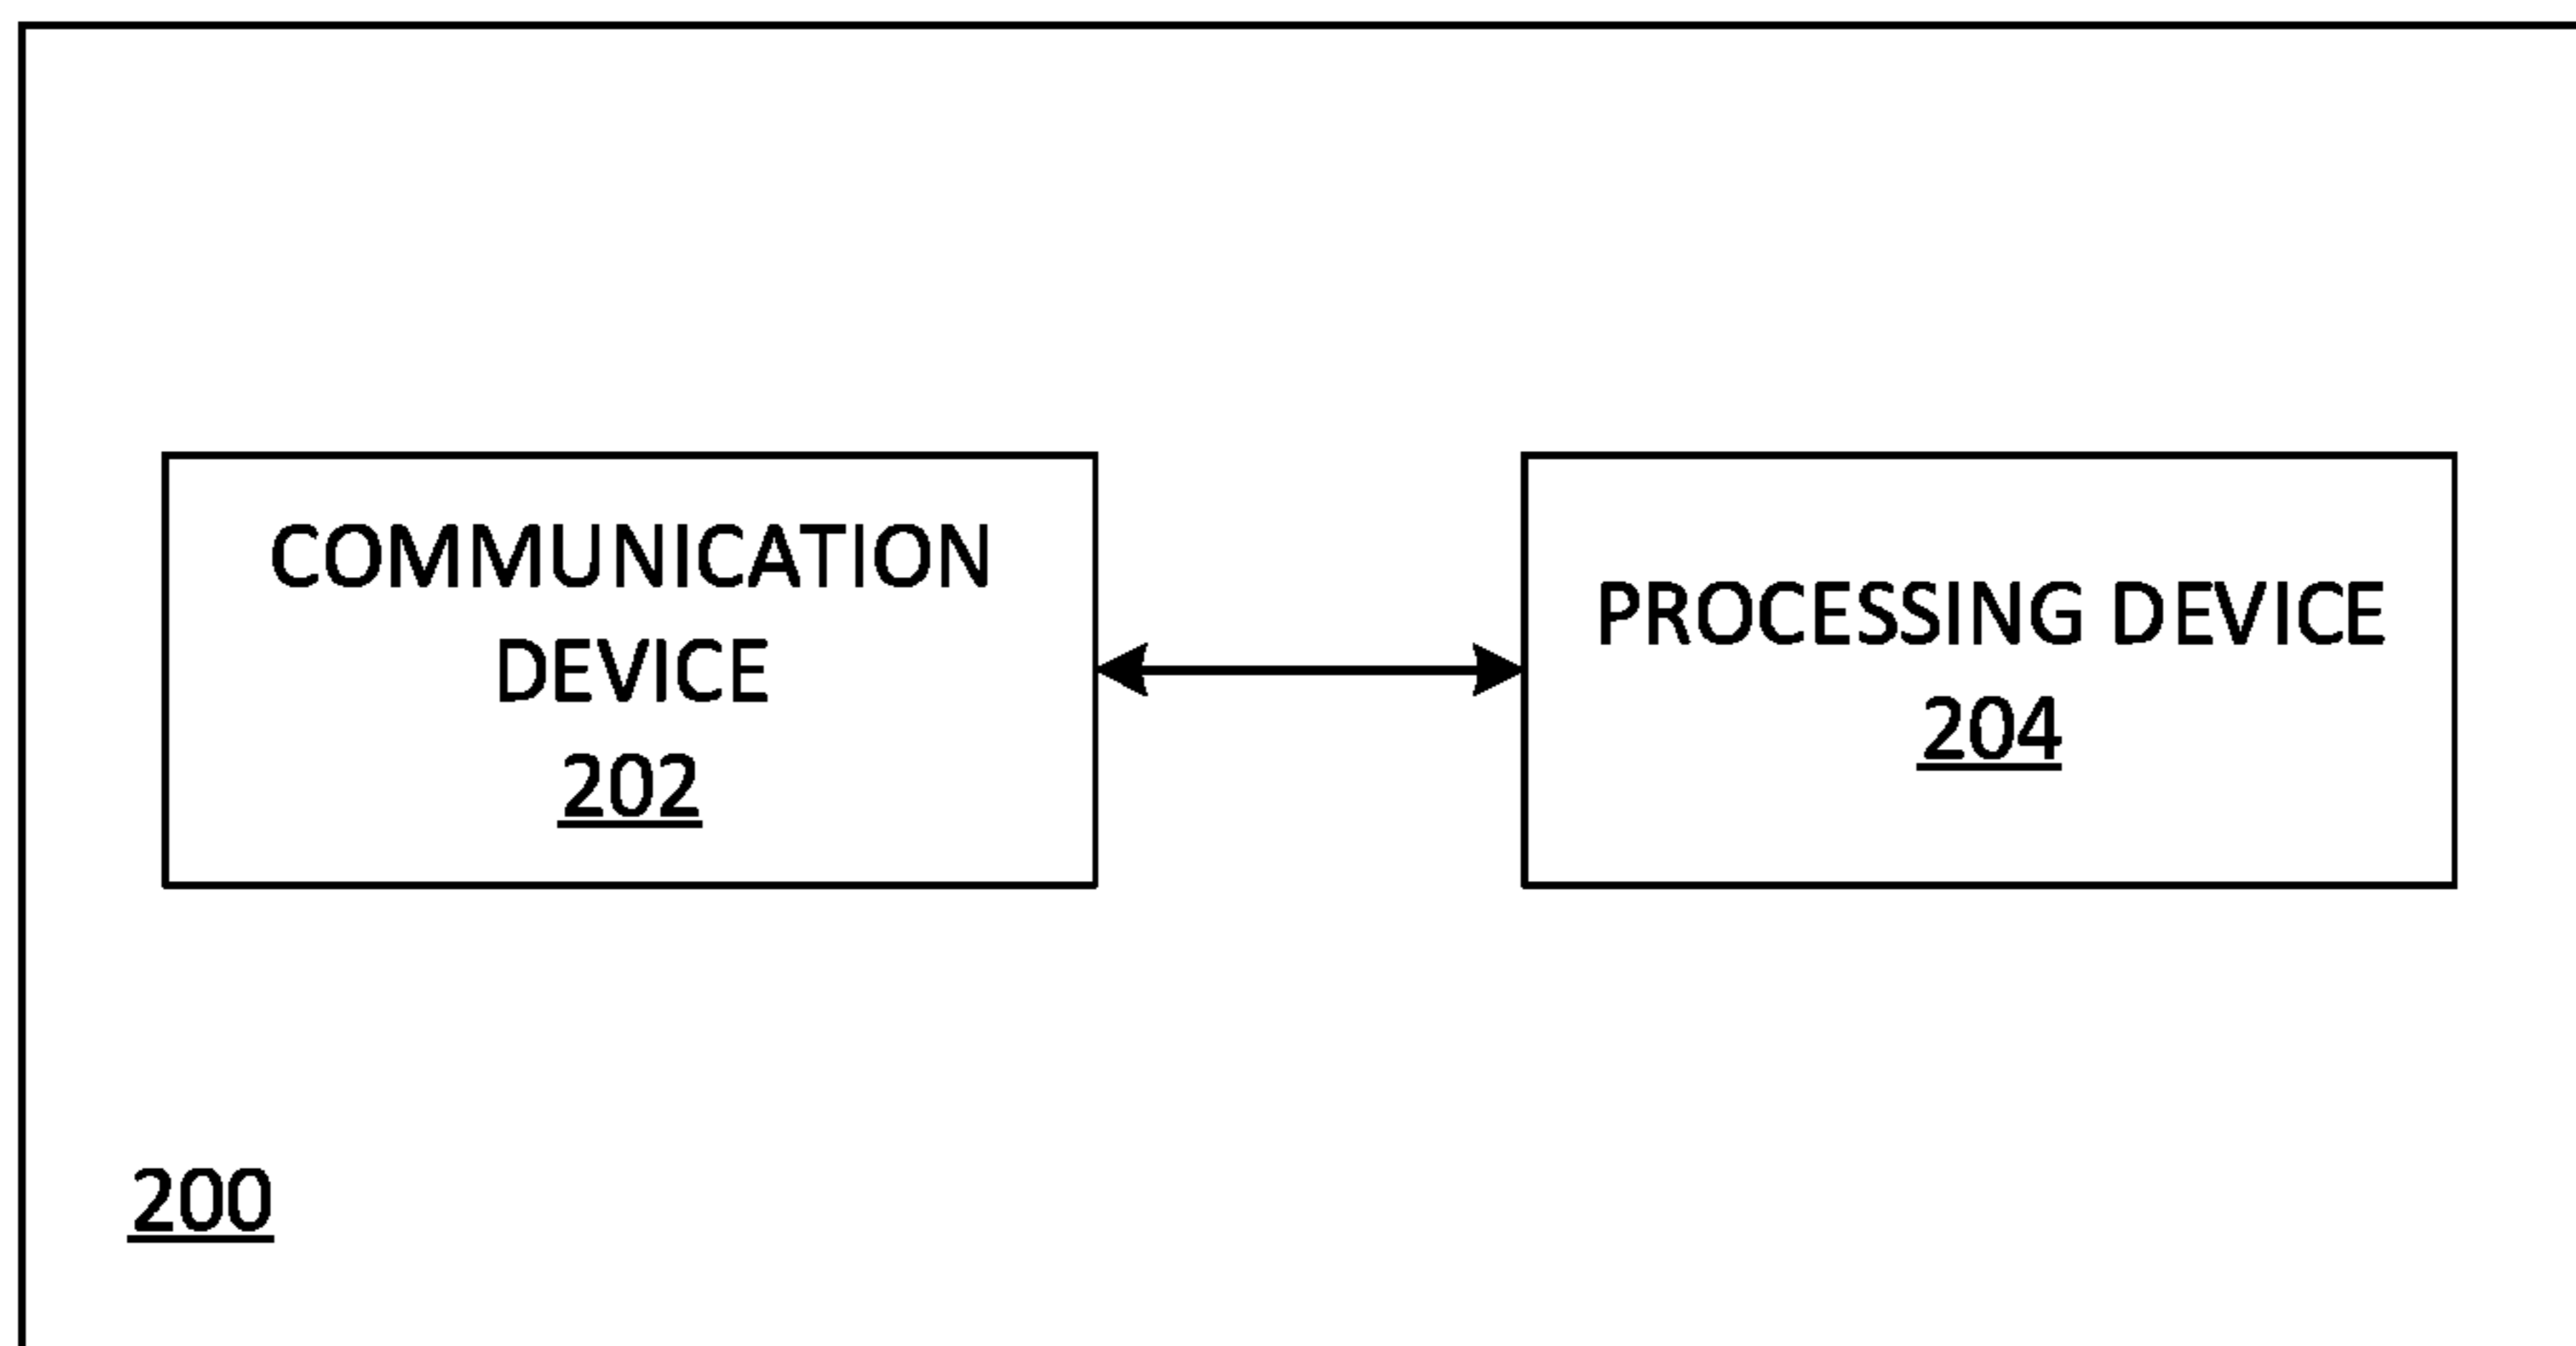 COMMUNICATION
DEVICE
202
PROCESSING DEVICE
204
200